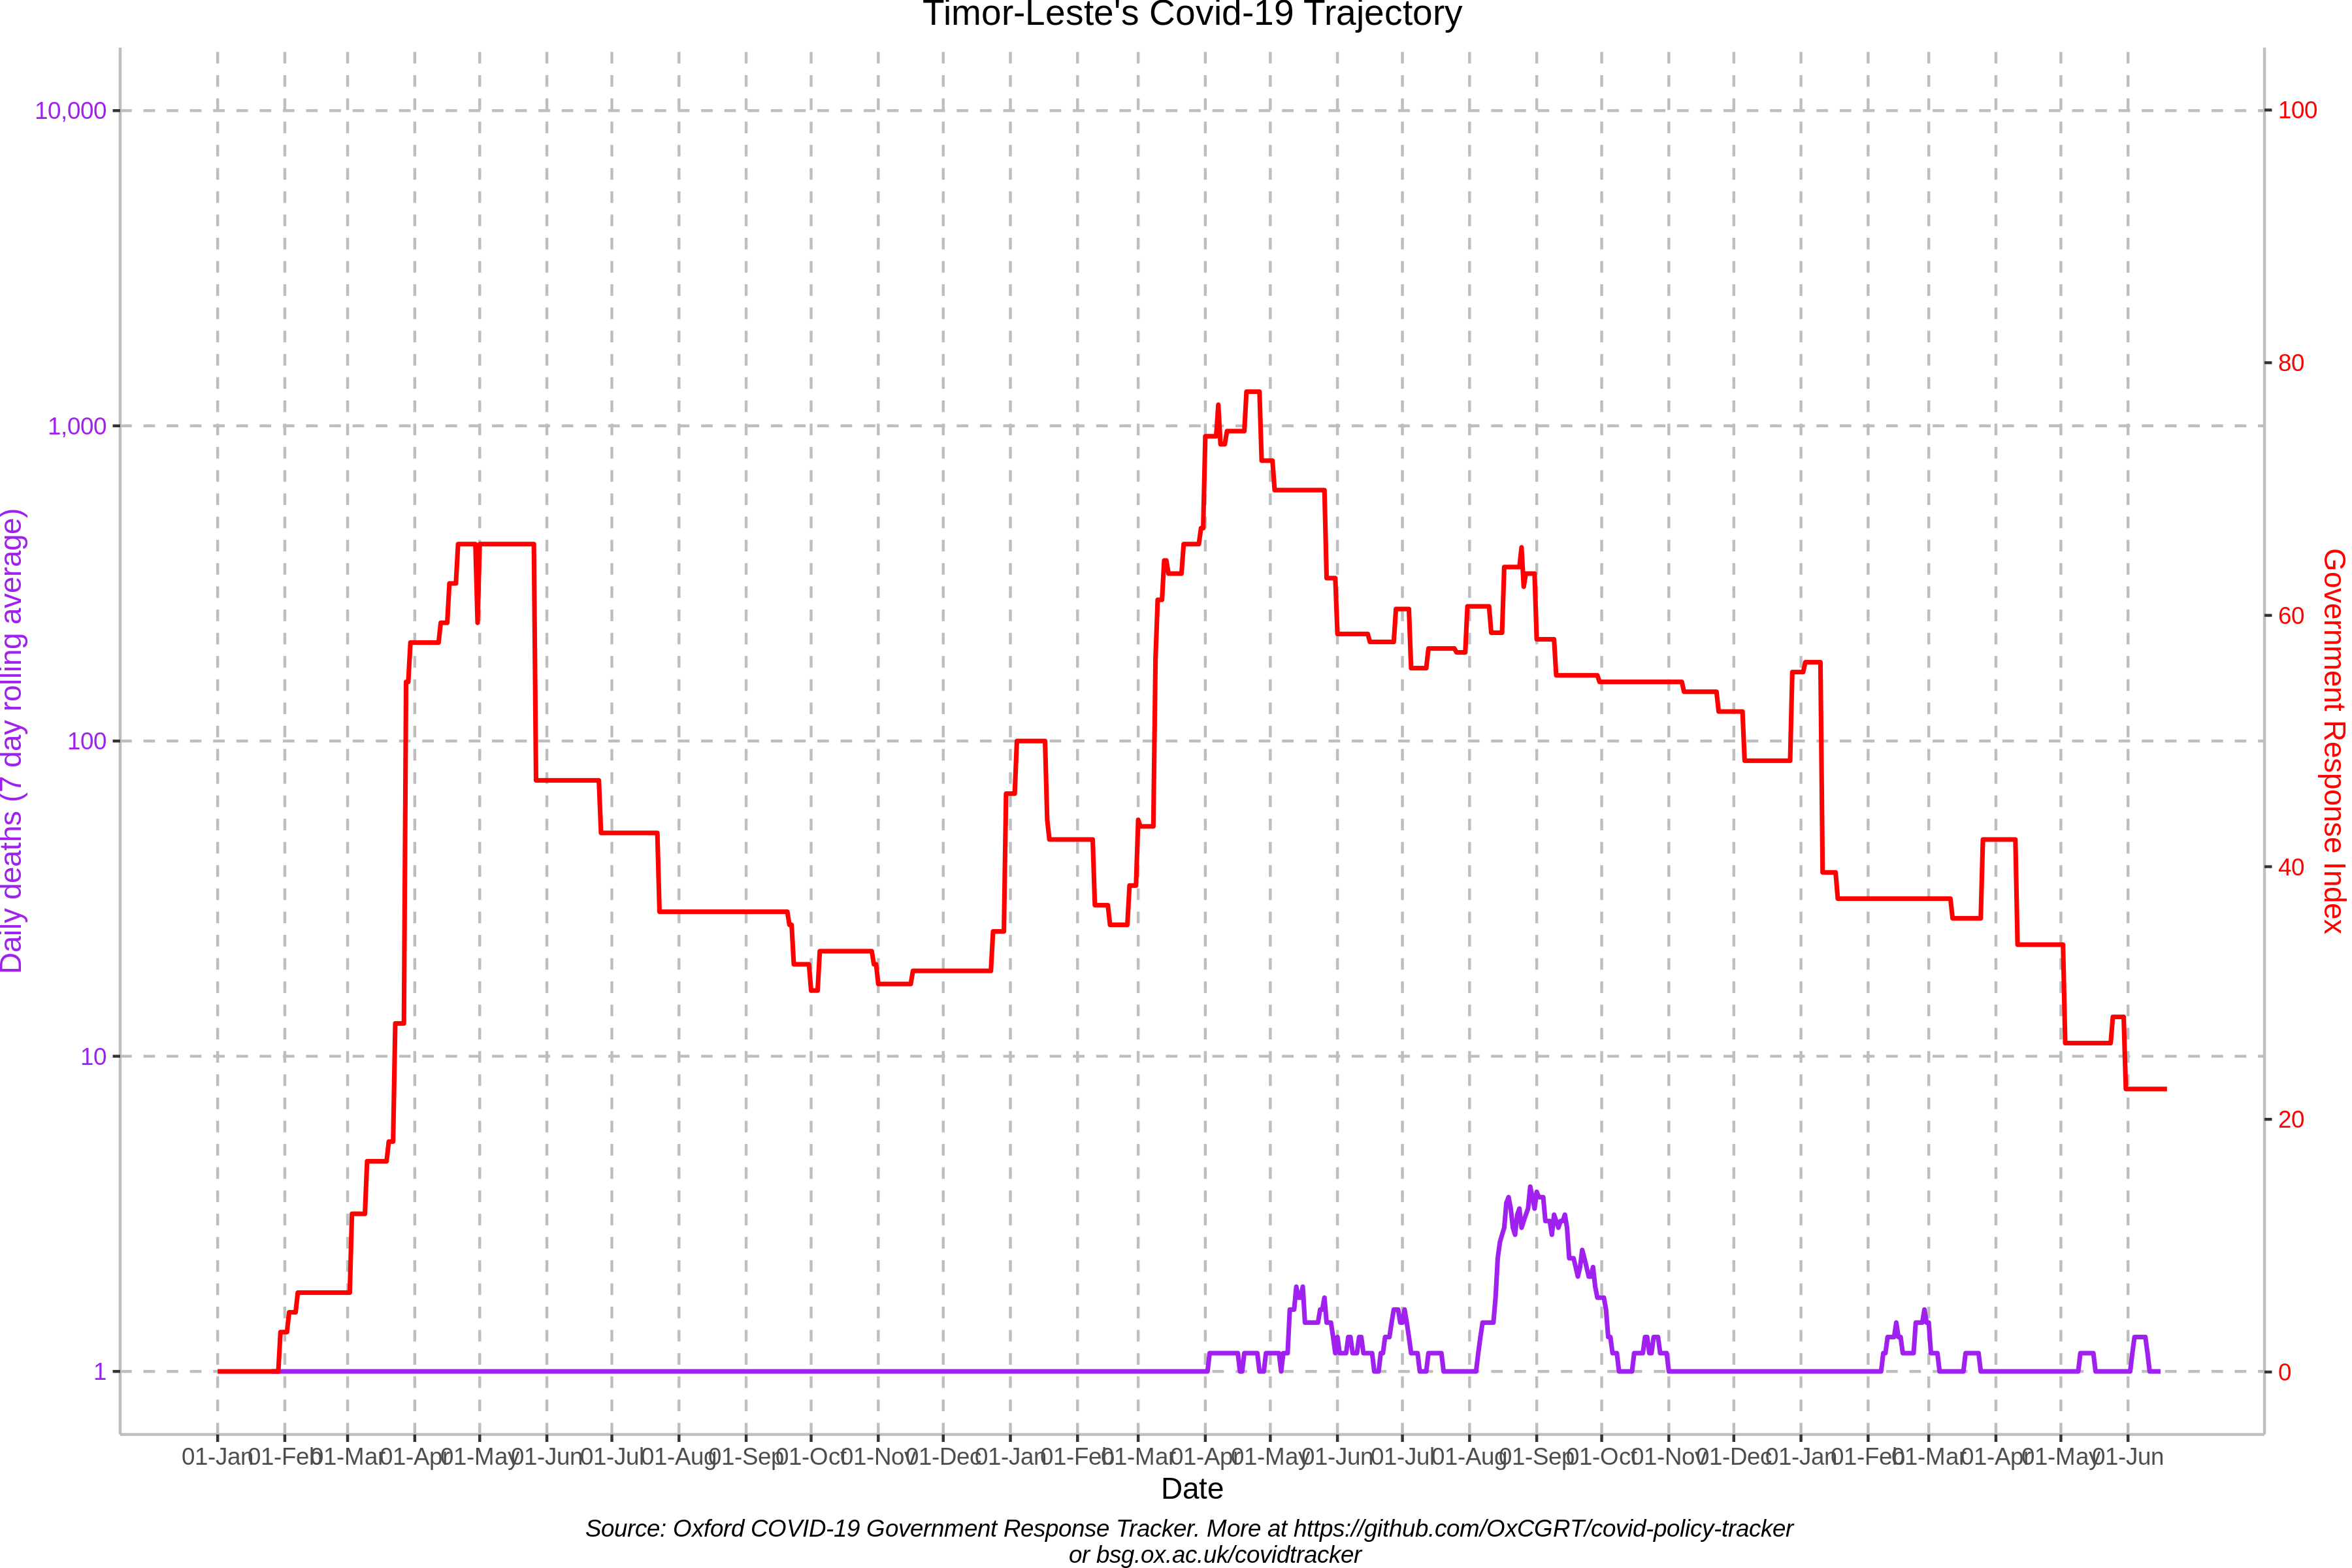 Timor-Leste's Covid-19 Trajectory
10,000
1,000
100
10
1
Daily deaths (7 day rolling average)
100
80
60
40
20
0
Government Response Index
01-Jan 01-Feb 01-Mar 01-Apr 01-May 01-Jun 01-Jul 01-Aug 01-Sep 01-Oct 01-Nov 01-Dec 01-Jan 01-Feb 01-Mar 01-Apr 01-May 01-Jun 01-Jul 01-Aug 01-Sep 01-Oct 01-Nov 01-Dec 01-Jan 01-Feb 01-Mar 01-Apr 01-May 01-Jun
Date
Source: Oxford COVID-19 Government Response Tracker. More at https://github.com/OxCGRT/covid-policy-tracker
or bsg.ox.ac.uk/covidtracker